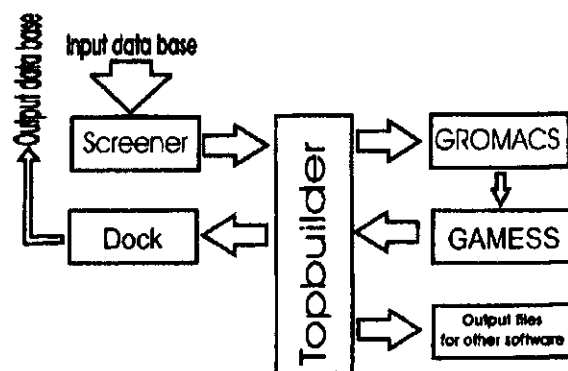 Output data base
Input data base
Screener
Topbuilder
GROMACS
Dock
GAMESS
Output files
for other software